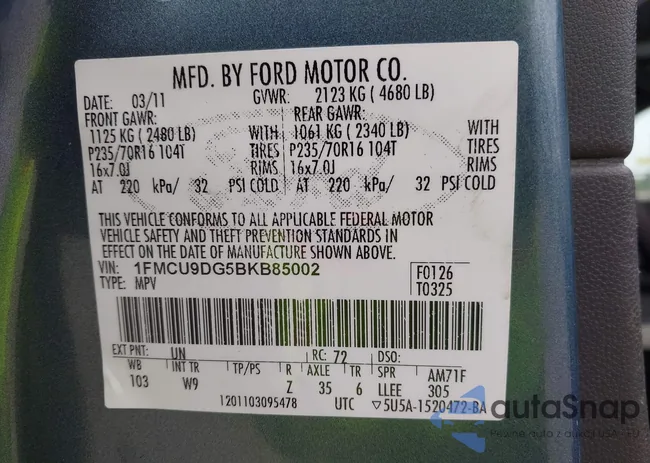 MFD. BY FORD MOTOR CO.
DATE: 03/11 GVWR: 2123 KG ( 4680 LB)
FRONT GAWR: REAR GAWR:
1125 KG ( 2480 LB) WITH 1061 KG ( 2340 LB) WITH
P235/70R16 104T TIRES P235/70R16 104T TIRES
16x7.0J RIMS 16x7.0J RIMS
AT 220 kPa/ 32 PSI COLD AT 220 kPa/ 32 PSI COLD
THIS VEHICLE CONFORMS TO ALL APPLICABLE FEDERAL MOTOR
VEHICLE SAFETY AND THEFT PREVENTION STANDARDS IN
EFFECT ON THE DATE OF MANUFACTURE SHOWN ABOVE.
VIN: 1FMCU9DG5BKB85002 F0126
TYPE: MPV T0325
EXT PNT: UN RC: 72 DSO:
WB INT TR TP/PS R AXLE TR SPR AM71F
103 W9 Z 35 6 LLEE 305
1201103095478 UTC ▽5U5A-1520472-BA
autoSnap
Pewne auto z aukcji USA